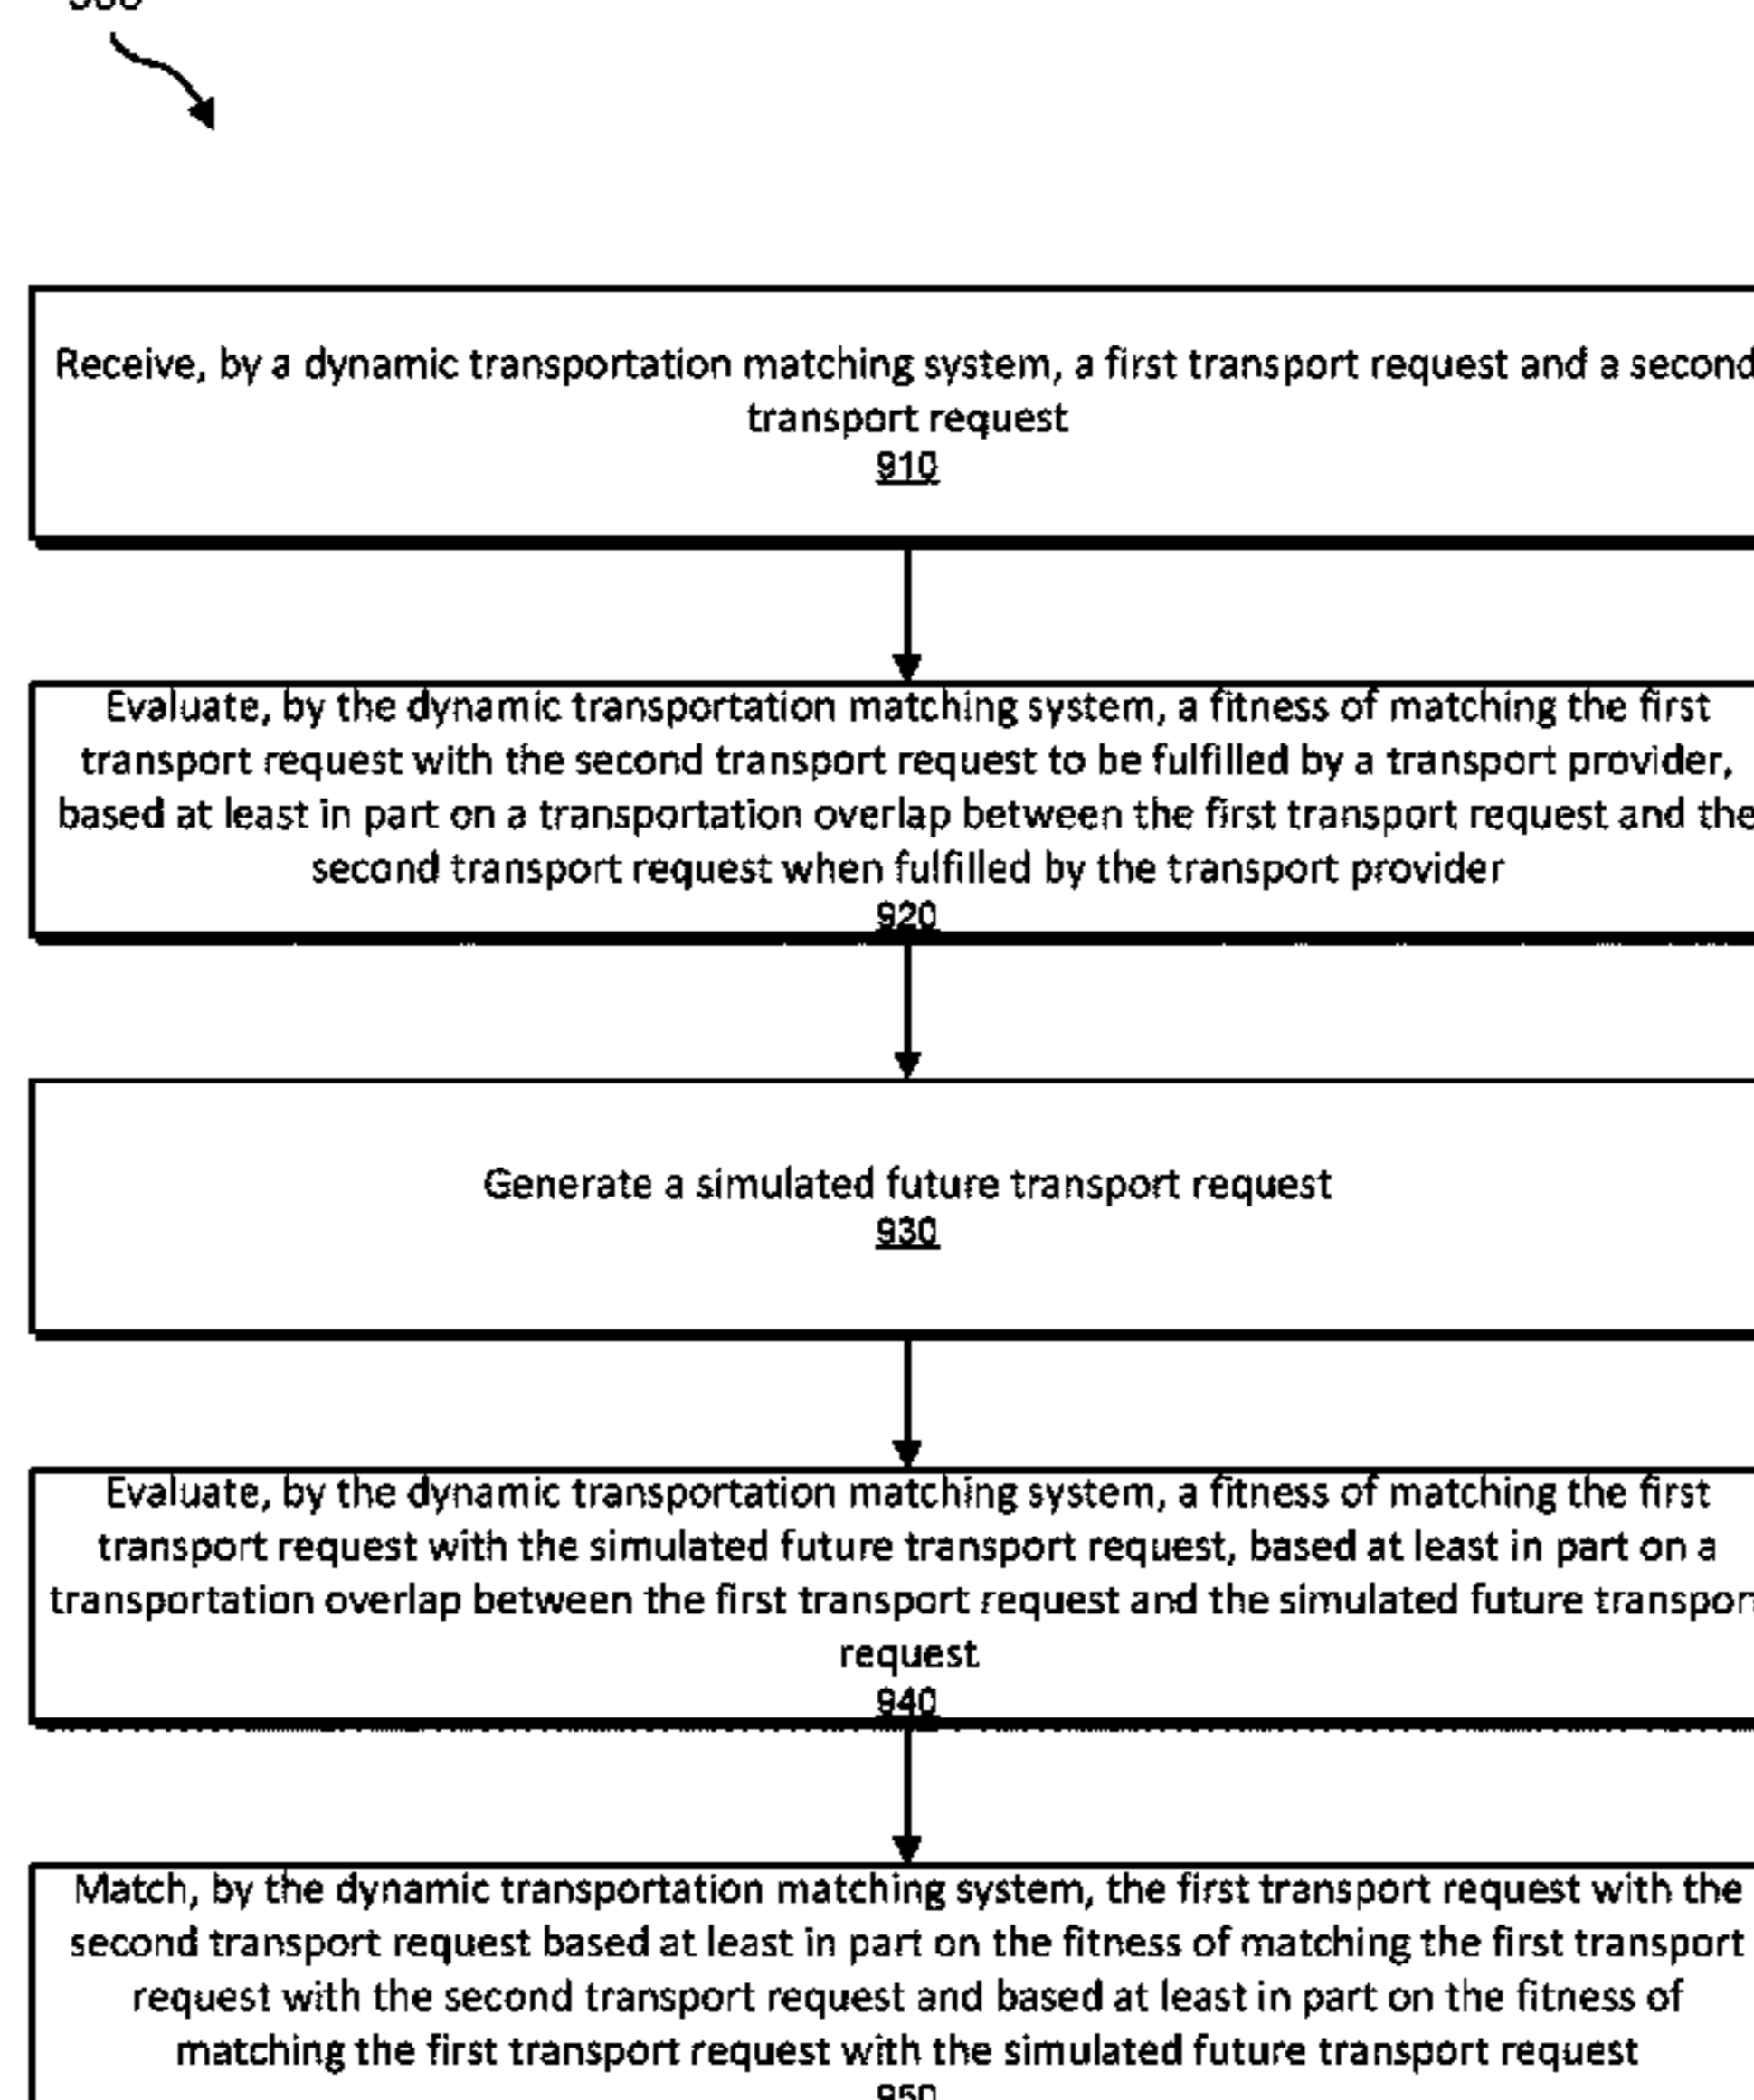 Receive, by a dynamic transportation matching system, a first transport request and a second
transport request
910
Evaluate, by the dynamic transportation matching system, a fitness of matching the first
transport request with the second transport request to be fulfilled by a transport provider,
based at least in part on a transportation overlap between the first transport request and the
second transport request when fulfilled by the transport provider
920
Generate a simulated future transport request
930
Evaluate, by the dynamic transportation matching system, a fitness of matching the first
transport request with the simulated future transport request, based at least in part on a
transportation overlap between the first transport request and the simulated future transport
request
940
Match, by the dynamic transportation matching system, the first transport request with the
second transport request based at least in part on the fitness of matching the first transport
request with the second transport request and based at least in part on the fitness of
matching the first transport request with the simulated future transport request
950